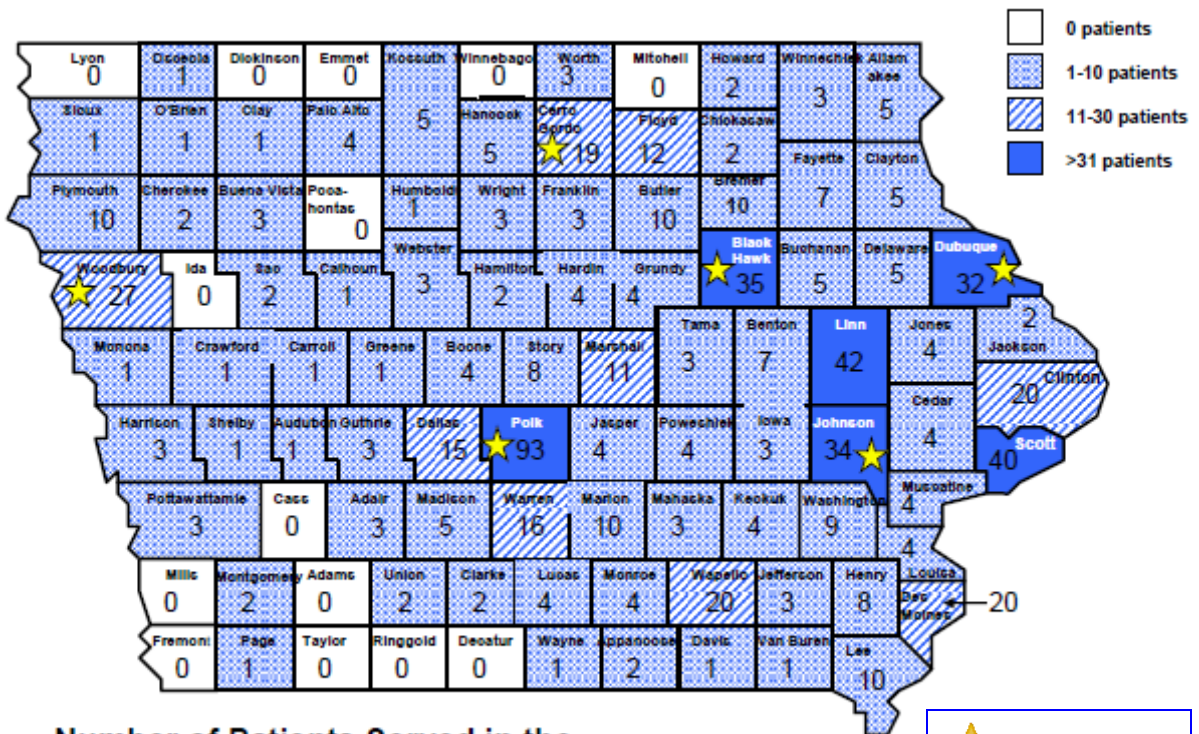 0 patients
1-10 patients
11-30 patients
>31 patients
Lyon 0
Osceola 1
Dickinson 0
Emmet 0
Kossuth 5
Winnebago 0
Worth 3
Mitchell 0
Howard 2
Winneshiek 3
Allam
akee 5
Sioux 1
O'Brien 1
Clay 1
Palo Alto 4
Hancock 5
Cerro
Gordo 19
Floyd 12
Chickasaw 2
Fayette 7
Clayton 5
Plymouth 10
Cherokee 2
Buena Vista 3
Poca-
hontas 0
Humboldt 1
Wright 3
Franklin 3
Butler 10
Bremer 10
Woodbury 27
Ida 0
Sac 2
Calhoun 1
Webster 3
Hamilton 2
Hardin 4
Grundy 4
Black
Hawk 35
Buchanan 5
Delaware 5
Dubuque 32
Monona 1
Crawford 1
Carroll 1
Greene 1
Boone 4
Story 8
Marshall 11
Tama 3
Benton 7
Linn 42
Jones 4
2
Jackson
Harrison 3
Shelby 1
Audubon 1
Guthrie 3
Dallas 15
Polk 93
Jasper 4
Poweshiek 4
Iowa 3
Johnson 34
Cedar 4
Clinton 20
Scott 40
Pottawattamie 3
Cass 0
Adair 3
Madison 5
Warren 16
Marion 10
Mahaska 3
Keokuk 4
Washington 9
Muscatine 4
4
Louisa
Mills 0
Montgomery 2
Adams 0
Union 2
Clarke 2
Lucas 4
Monroe 4
Wapello 20
Jefferson 3
Henry 8
Des
Moines 20
Fremont 0
Page 1
Taylor 0
Ringgold 0
Decatur 0
Wayne 1
Appanoose 2
Davis 1
Van Buren 1
Lee 10
Number of Patients Served in the